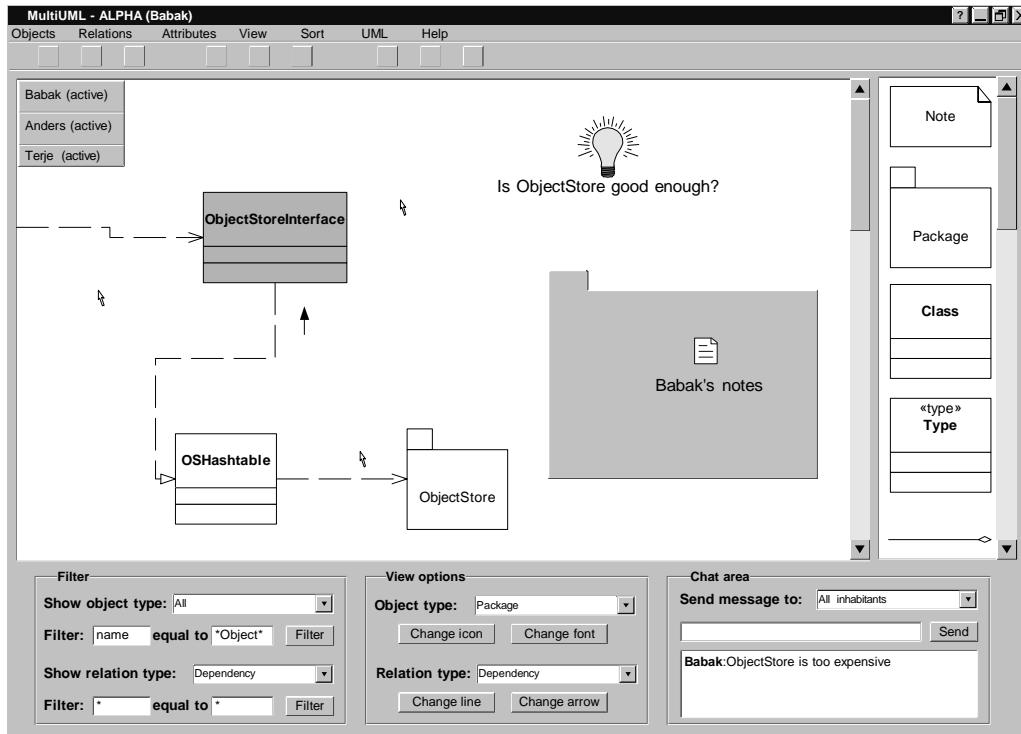 MultiUML - ALPHA (Babak)
?
Objects Relations Attributes View Sort UML Help
Babak (active)
Anders (active)
Terje (active)
Is ObjectStore good enough?
ObjectStoreInterface
Babak's notes
OSHashtable
ObjectStore
Note
Package
Class
«type»
Type
Filter
Show object type: All
Filter: name equal to *Object* Filter
Show relation type: Dependency
Filter: * equal to * Filter
View options
Object type: Package
Change icon Change font
Relation type: Dependency
Change line Change arrow
Chat area
Send message to: All inhabitants
Send
Babak:ObjectStore is too expensive